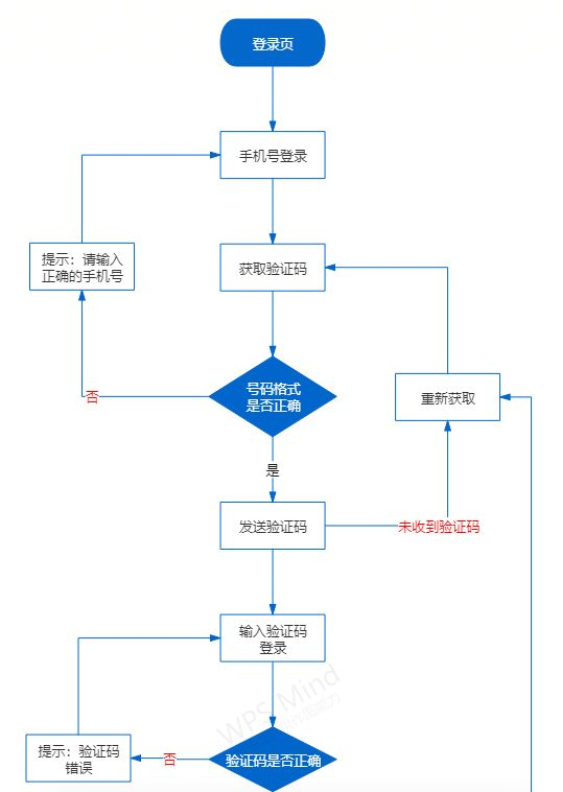 登录页
手机号登录
提示：请输入
正确的手机号
获取验证码
号码格式
是否正确
否
重新获取
是
发送验证码
未收到验证码
输入验证码
登录
WPS Mind
提示：验证码
错误
否
验证码是否正确